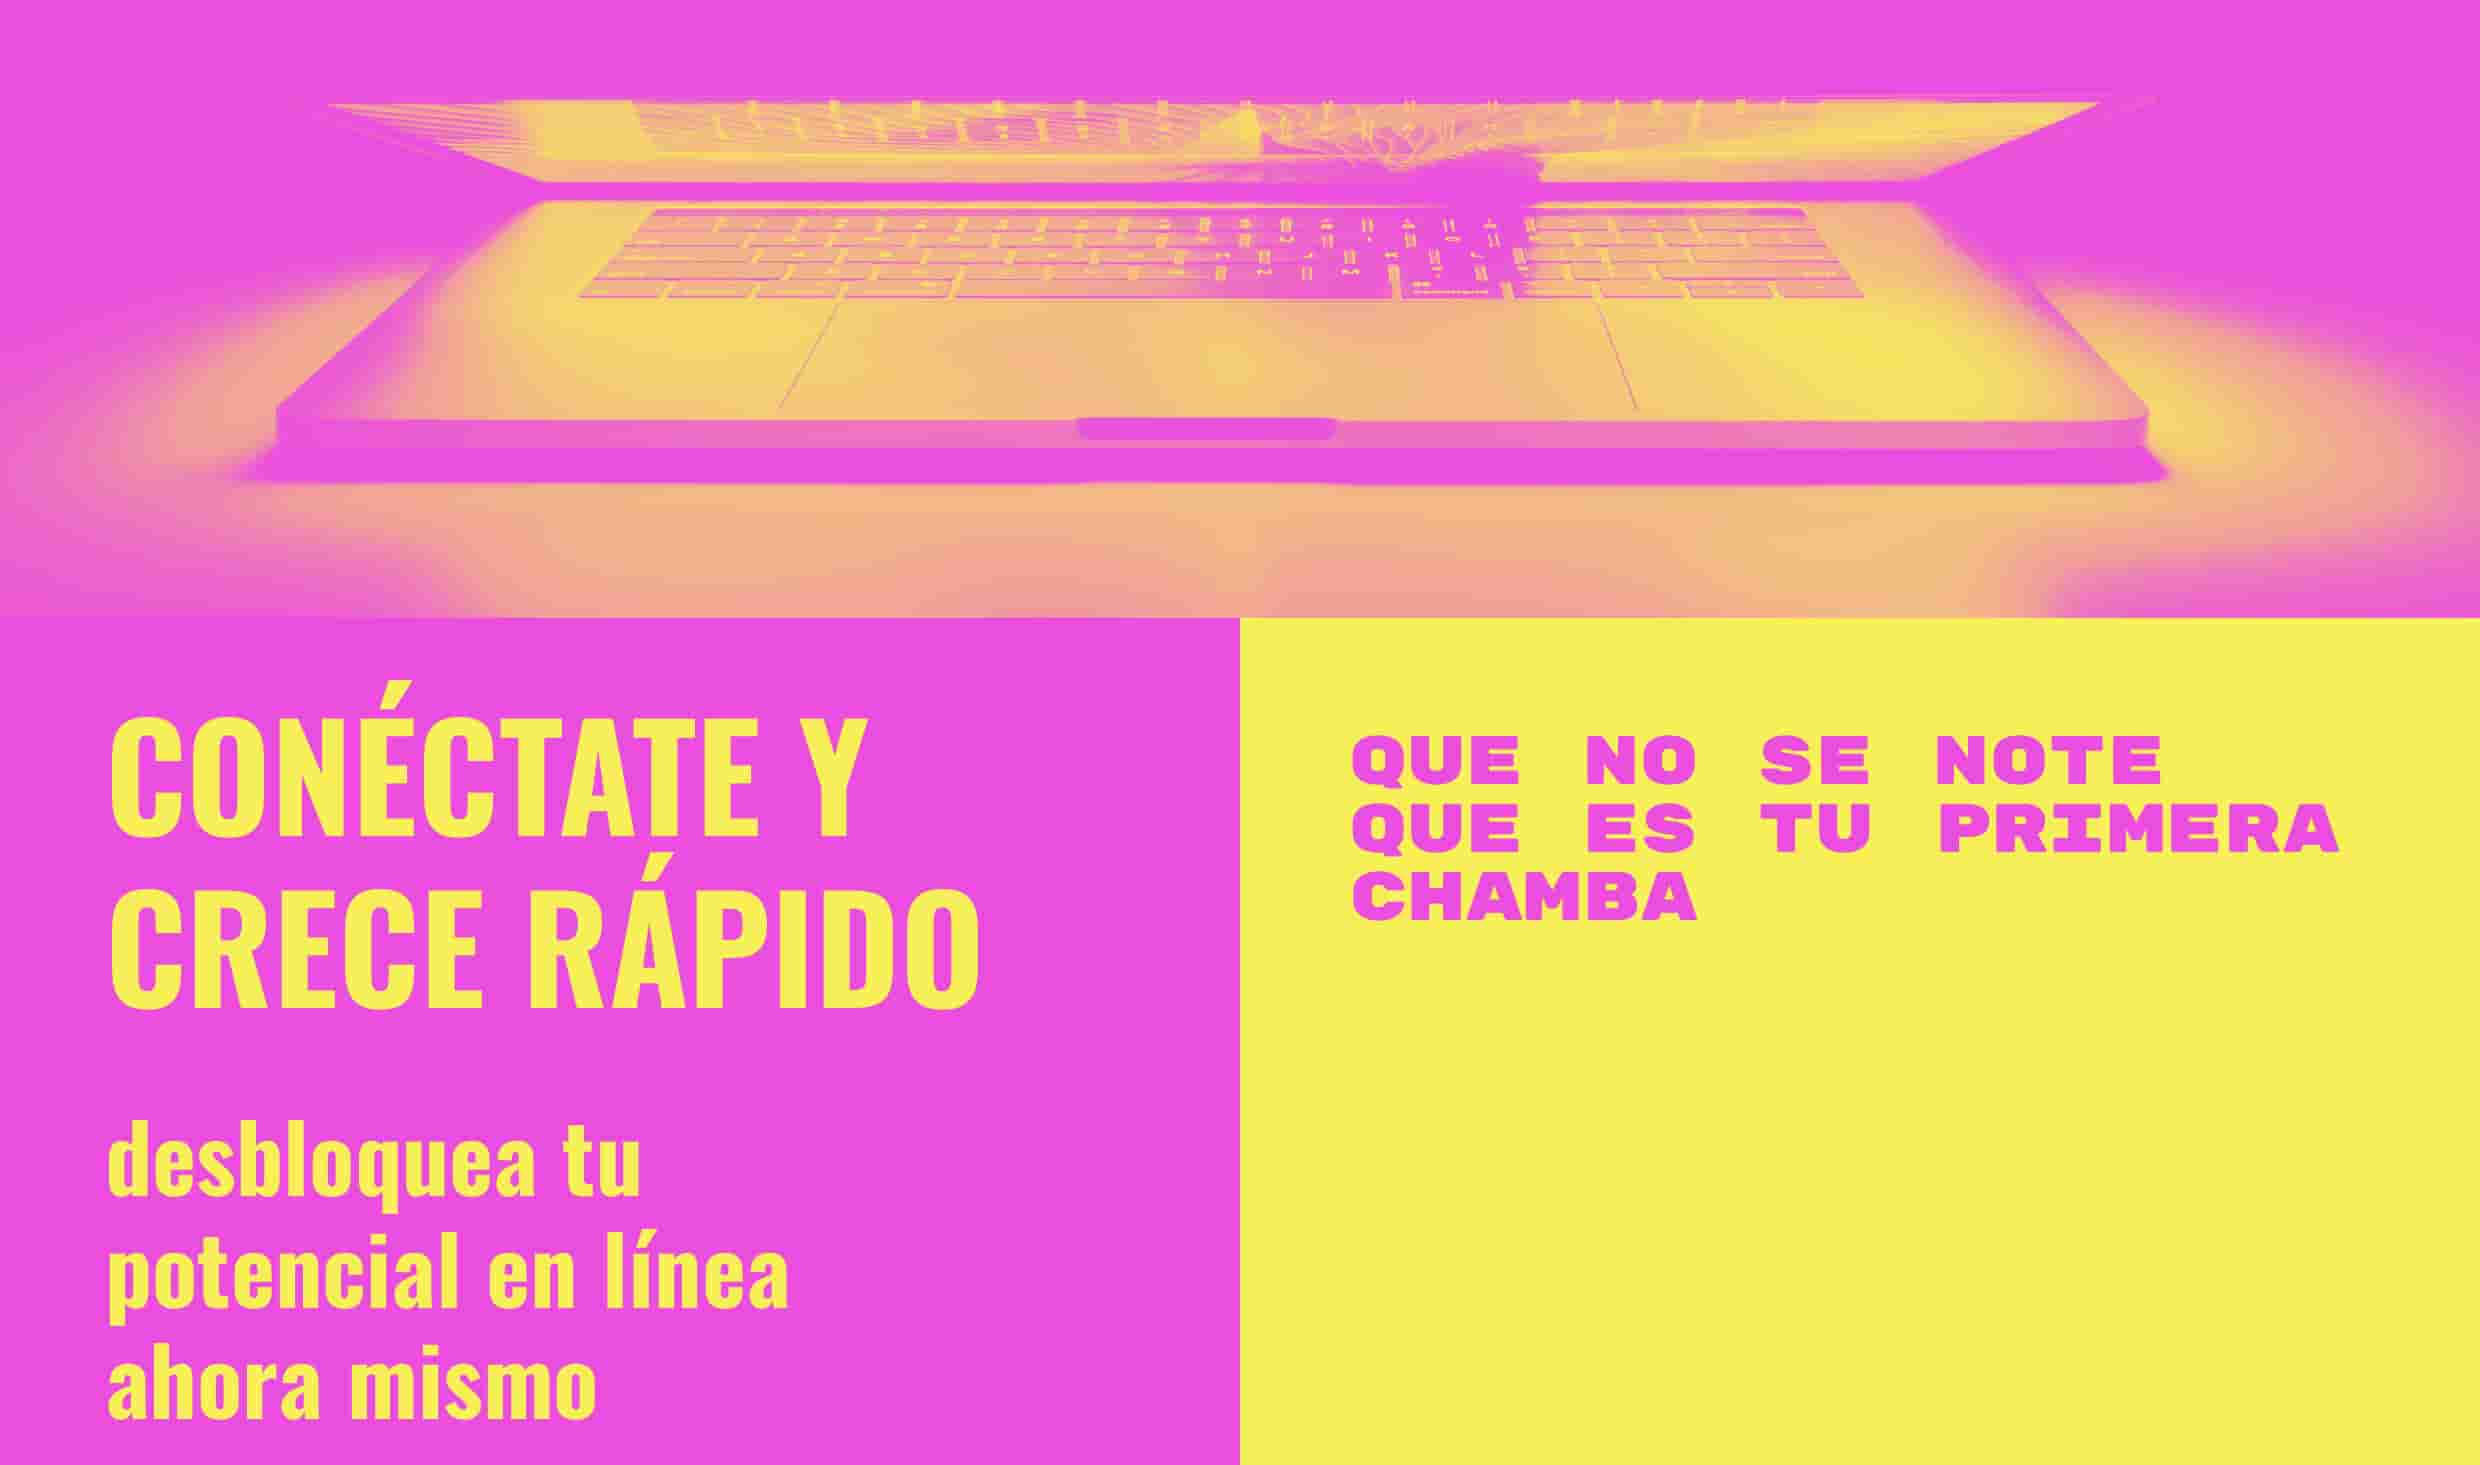 CONÉCTATE Y
CRECE RÁPIDO
desbloquea tu
potencial en línea
ahora mismo
QUE NO SE NOTE
QUE ES TU PRIMERA
CHAMBA